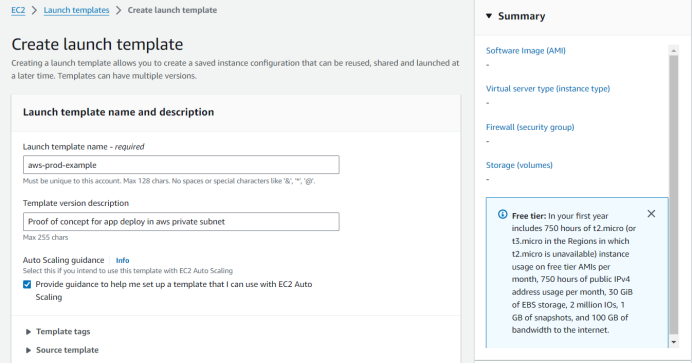 EC2 > Launch templates > Create launch template
Create launch template
Creating a launch template allows you to create a saved instance configuration that can be reused, shared and launched at
a later time. Templates can have multiple versions.
Launch template name and description
Launch template name - required
aws-prod-example
Must be unique to this account. Max 128 chars. No spaces or special characters like '&', '*', '@'.
Template version description
Proof of concept for app deploy in aws private subnet
Max 255 chars
Auto Scaling guidance | Info
Select this if you intend to use this template with EC2 Auto Scaling
Provide guidance to help me set up a template that I can use with EC2 Auto
Scaling
Template tags
Source template
Summary
Software Image (AMI)
-
Virtual server type (instance type)
-
Firewall (security group)
-
Storage (volumes)
-
Free tier: In your first year
includes 750 hours of t2.micro (or
t3.micro in the Regions in which
t2.micro is unavailable) instance
usage on free tier AMIs per
month, 750 hours of public IPv4
address usage per month, 30 GiB
of EBS storage, 2 million IOs, 1
GB of snapshots, and 100 GB of
bandwidth to the internet.